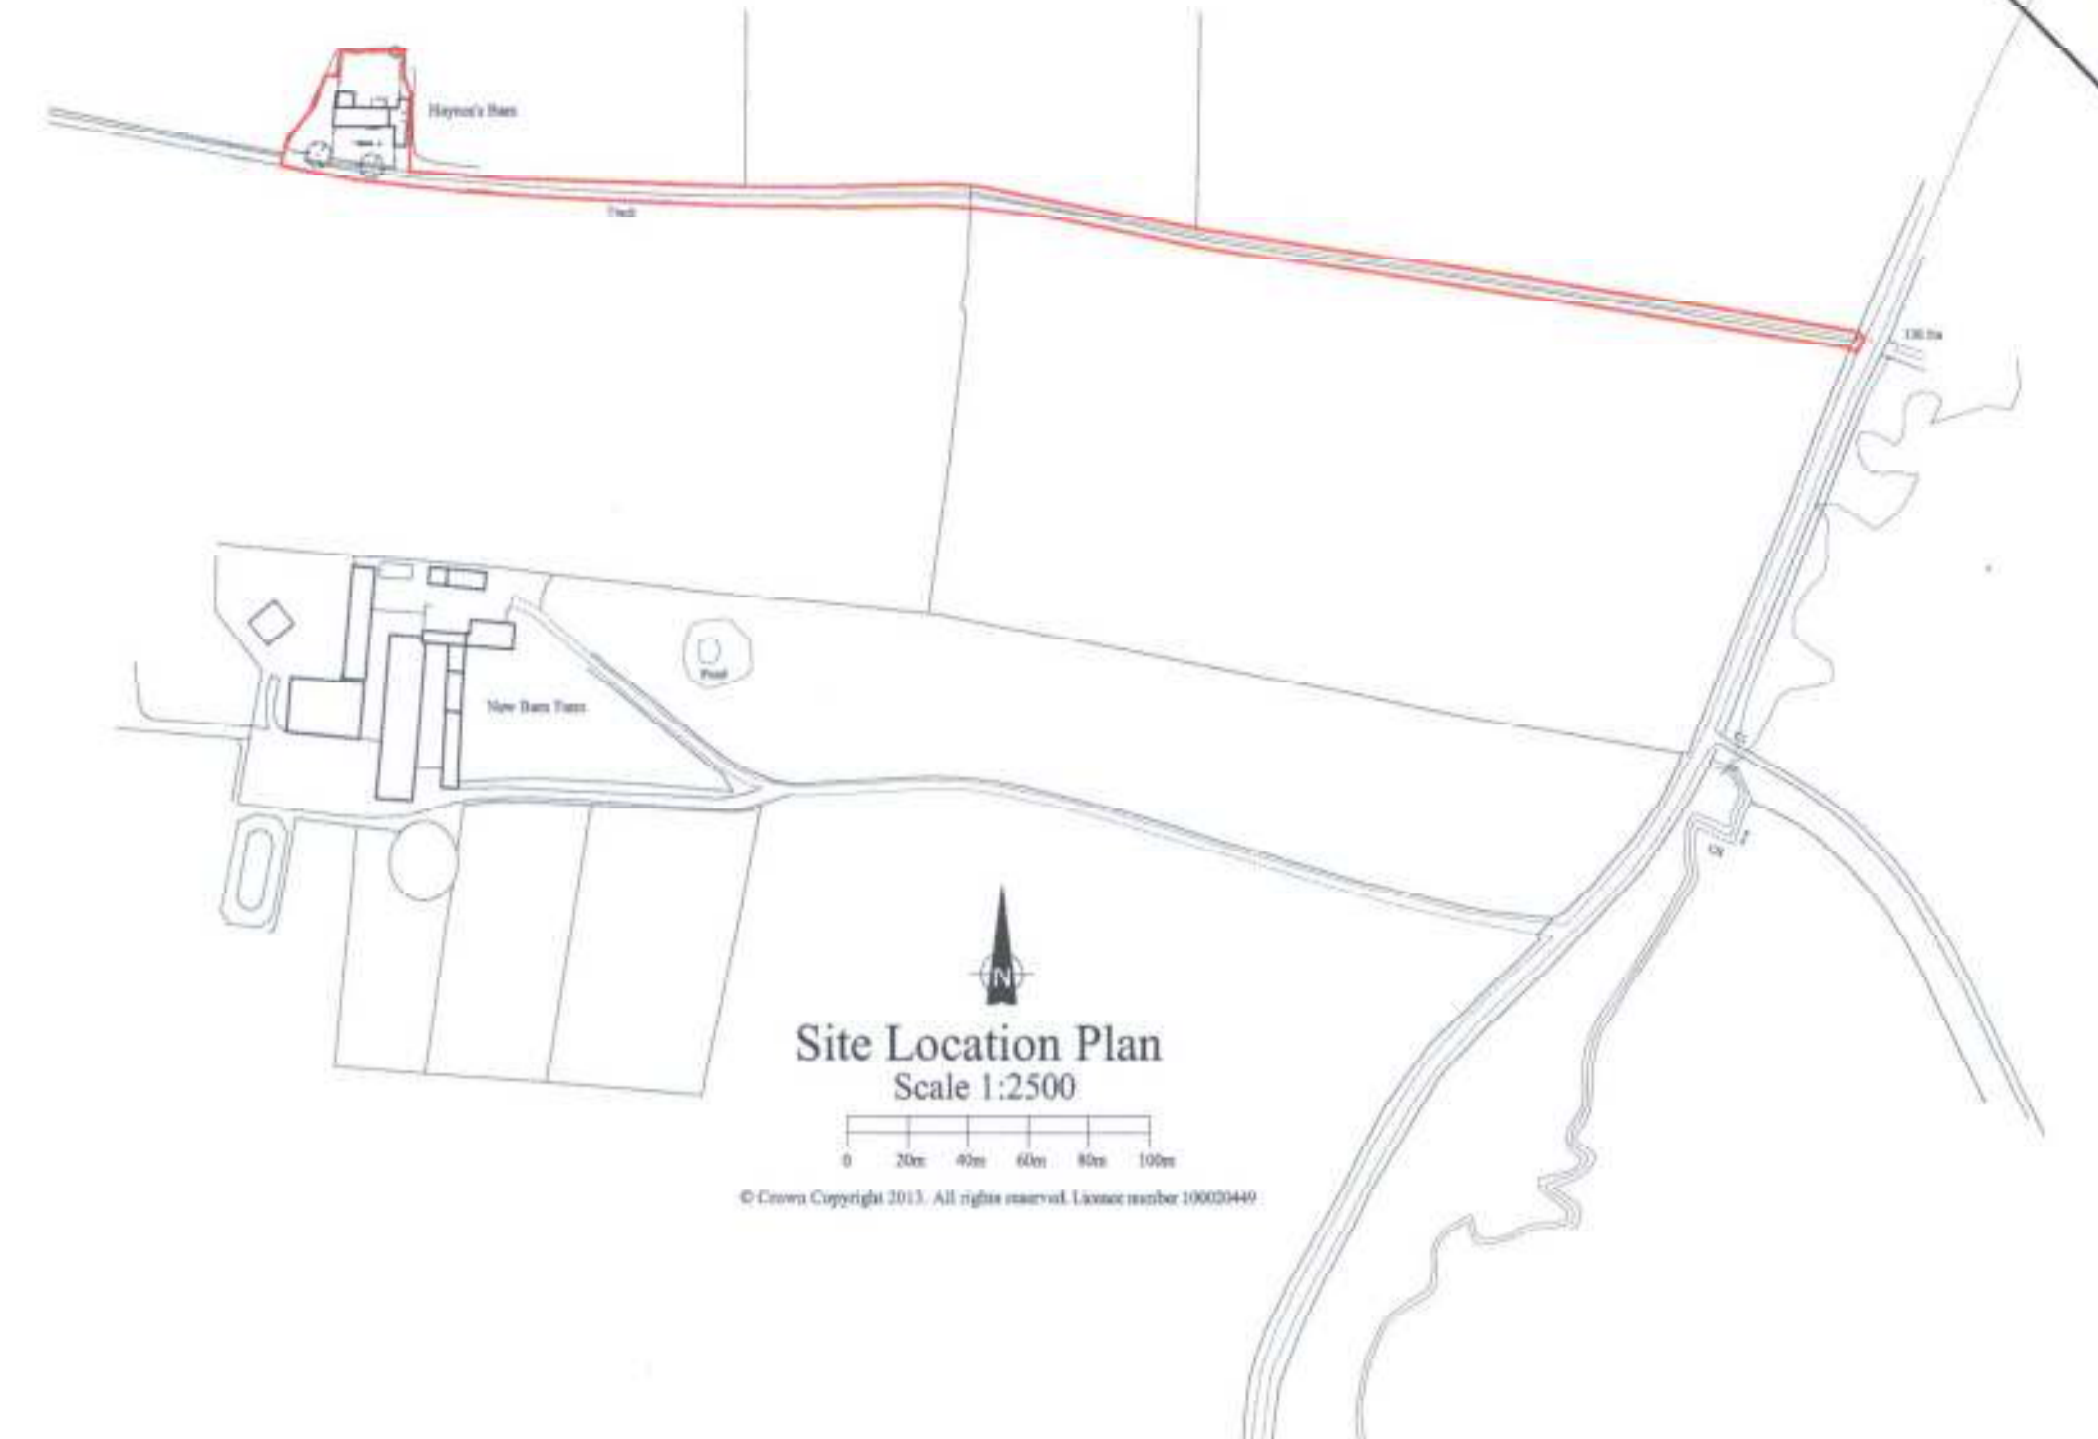 Haynes's Barn
Track
Pond
New Barn Farm
N
Site Location Plan
Scale 1:2500
0 20m 40m 60m 80m 100m
© Crown Copyright 2013. All rights reserved. Licence number 100020449